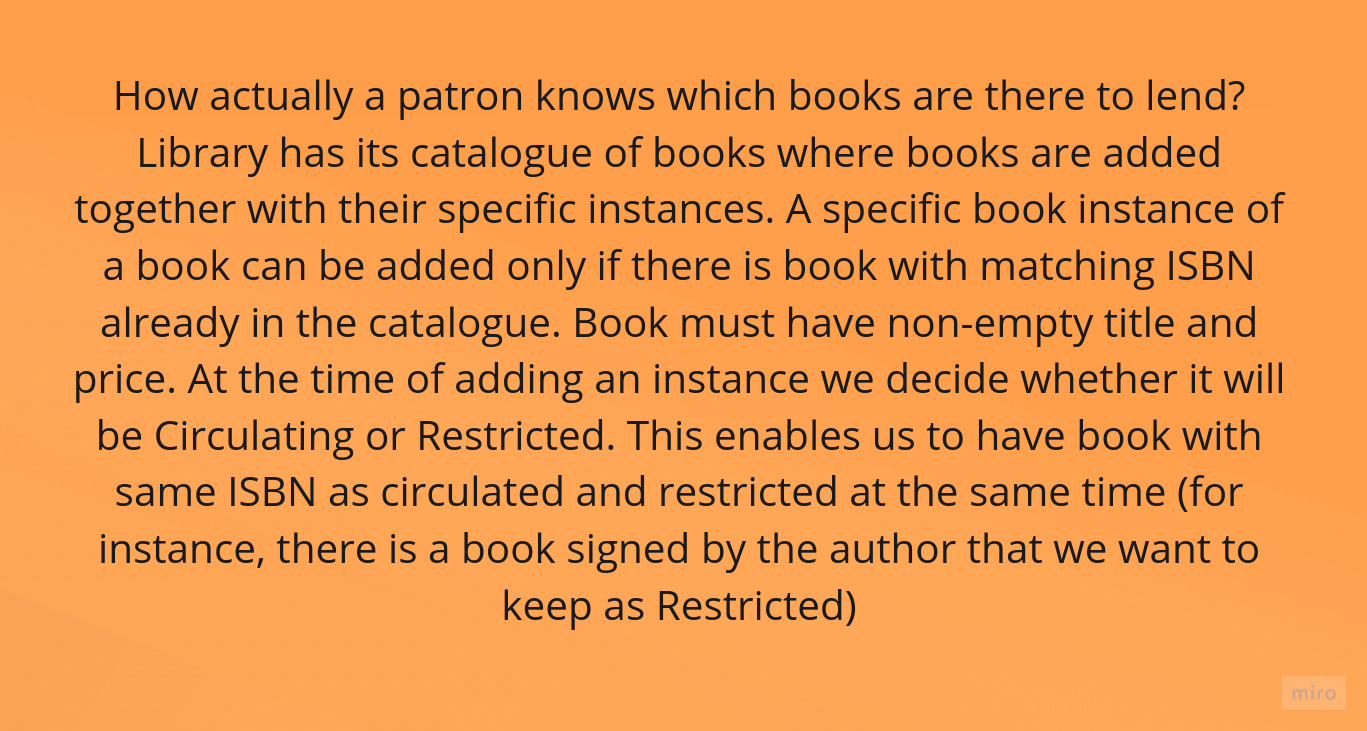 How actually a patron knows which books are there to lend?
Library has its catalogue of books where books are added
together with their specific instances. A specific book instance of
a book can be added only if there is book with matching ISBN
already in the catalogue. Book must have non-empty title and
price. At the time of adding an instance we decide whether it will
be Circulating or Restricted. This enables us to have book with
same ISBN as circulated and restricted at the same time (for
instance, there is a book signed by the author that we want to
keep as Restricted)
miro